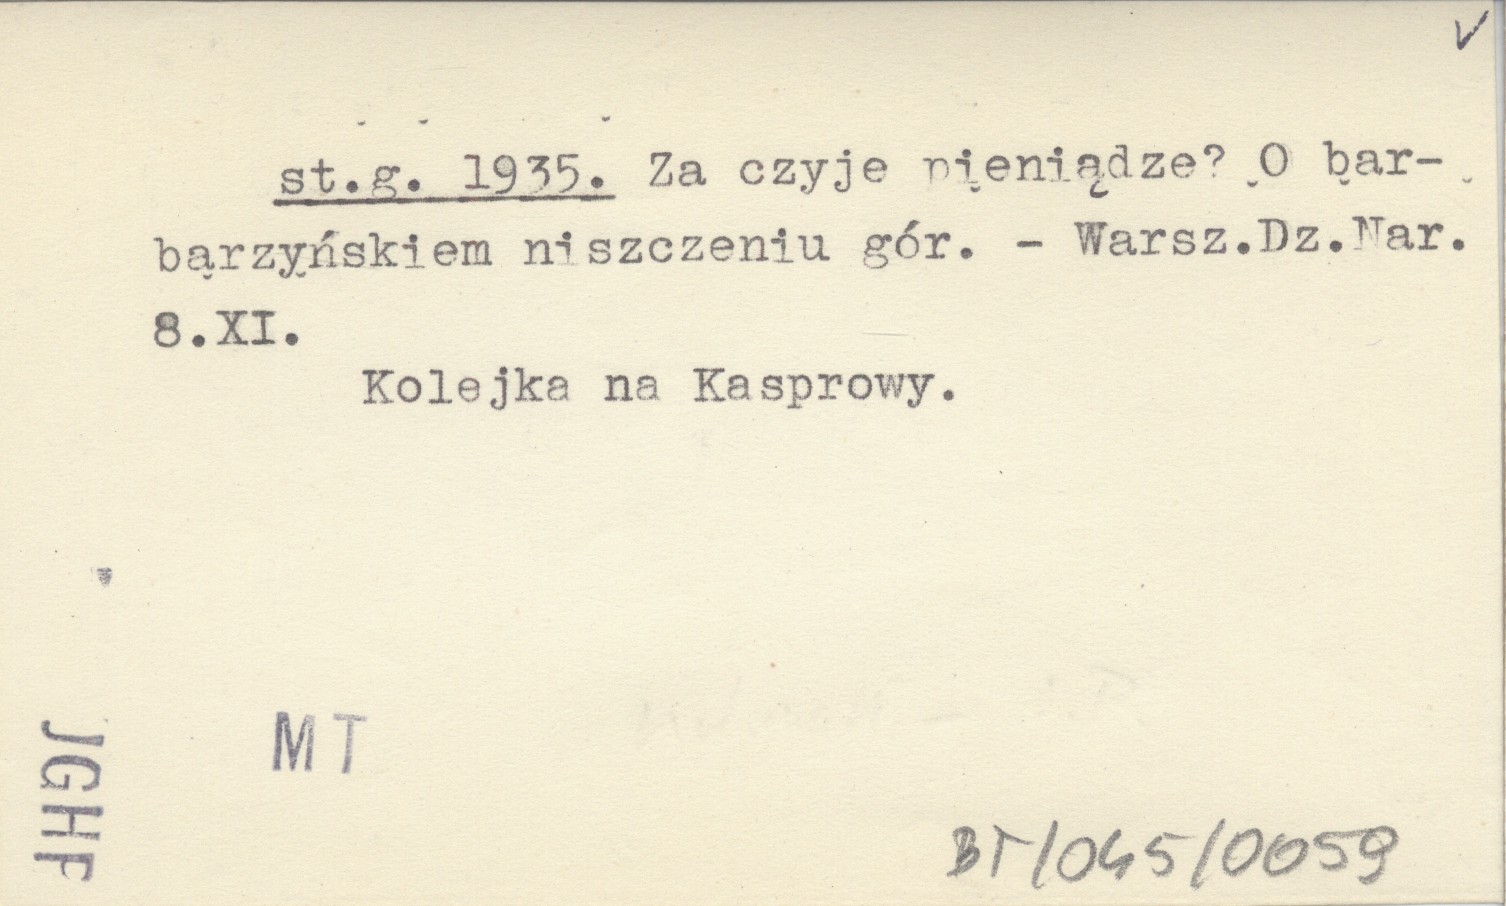 ✓
st.g. 1935. Za czyje pieniądze? O bar-
barzyńskiem niszczeniu gór. - Warsz.Dz.Nar.
8.XI.
Kolejka na Kasprowy.
MT
JGHF
BT/045/0059